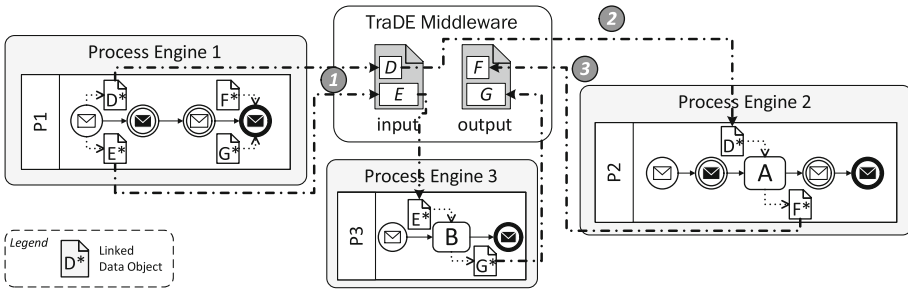 TraDE Middleware
2
Process Engine 1
D
F
3
1
E
G
Process Engine 2
D*
F*
input
output
P1
D*
E*
G*
A
P2
Process Engine 3
F*
E*
Legend
P3
B
D*
Linked
Data Object
G*